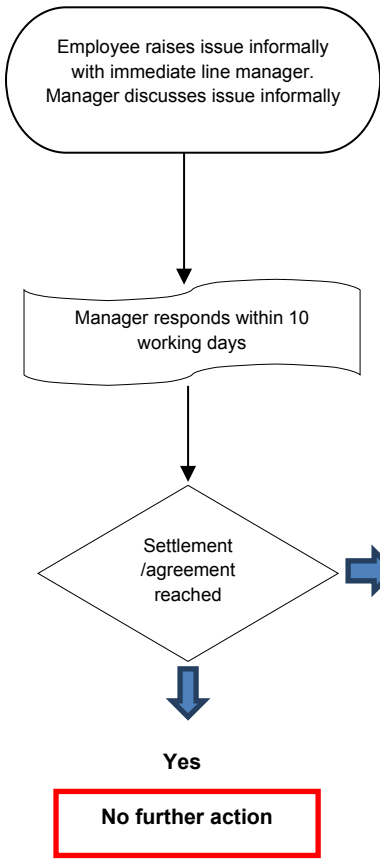 Employee raises issue informally
with immediate line manager.
Manager discusses issue informally
Manager responds within 10
working days
Settlement
/agreement
reached
Yes
No further action